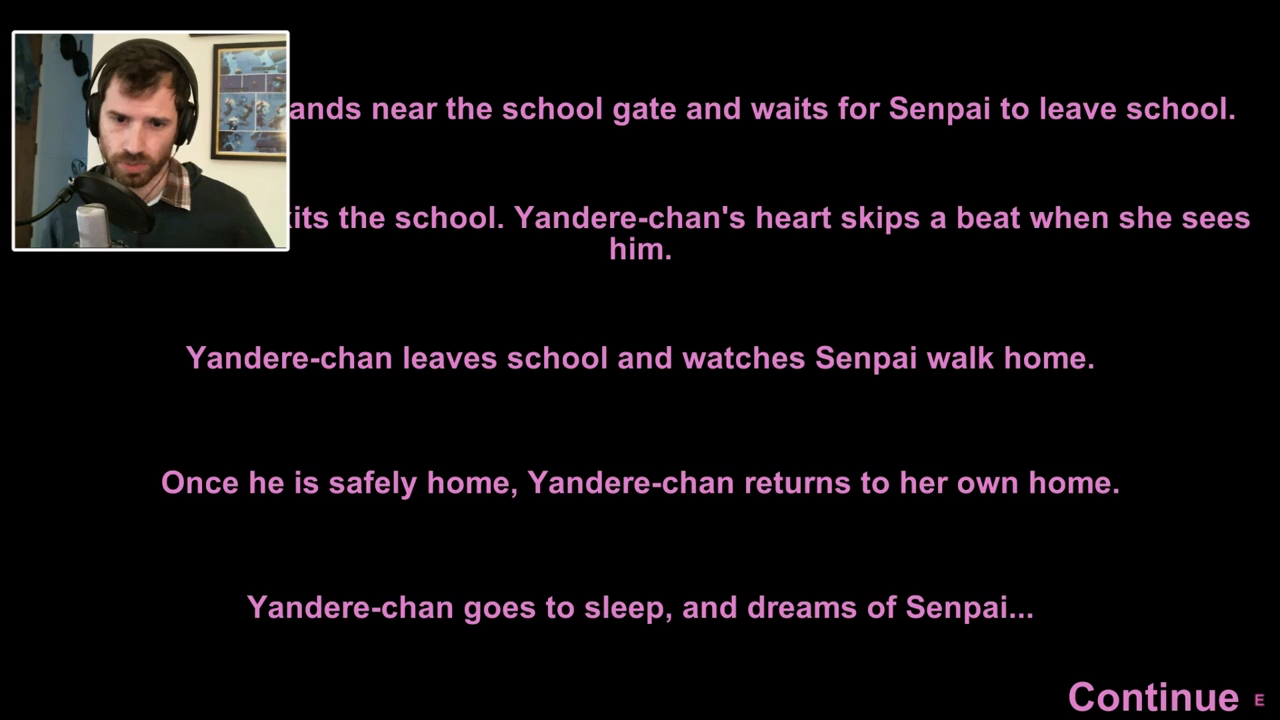 near the school gate and waits for Senpai to leave school.
the school. Yandere-chan's heart skips a beat when she sees
him.
Yandere-chan leaves school and watches Senpai walk home.
Once he is safely home, Yandere-chan returns to her own home.
Yandere-chan goes to sleep, and dreams of Senpai...
Continue E